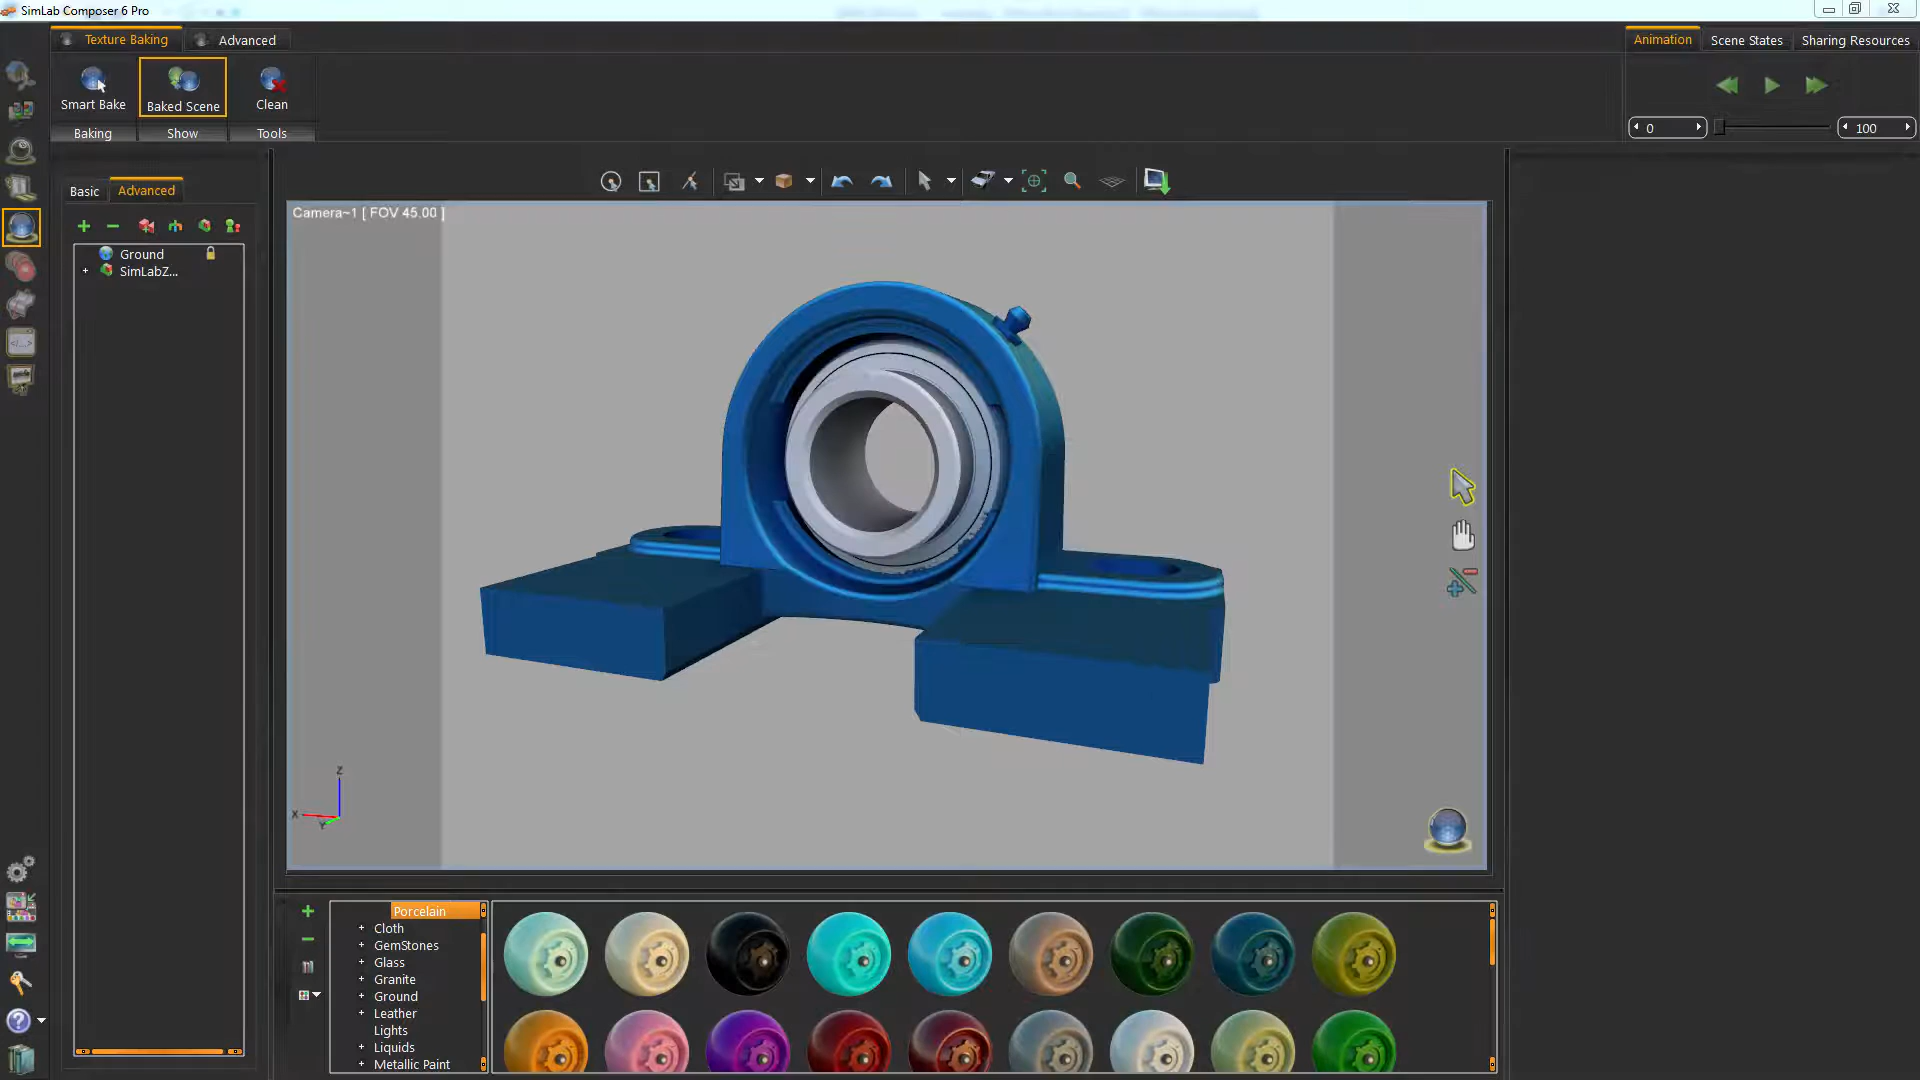 SimLab Composer 6 Pro
Texture Baking
Advanced
Animation
Scene States
Sharing Resources
Smart Bake
Baked Scene
Clean
Baking
Show
Tools
0
100
Basic
Advanced
Ground
SimLabZ...
Camera~1 [ FOV 45.00 ]
Z
X
Y
Porcelain
Cloth
GemStones
Glass
Granite
Ground
Leather
Lights
Liquids
Metallic Paint